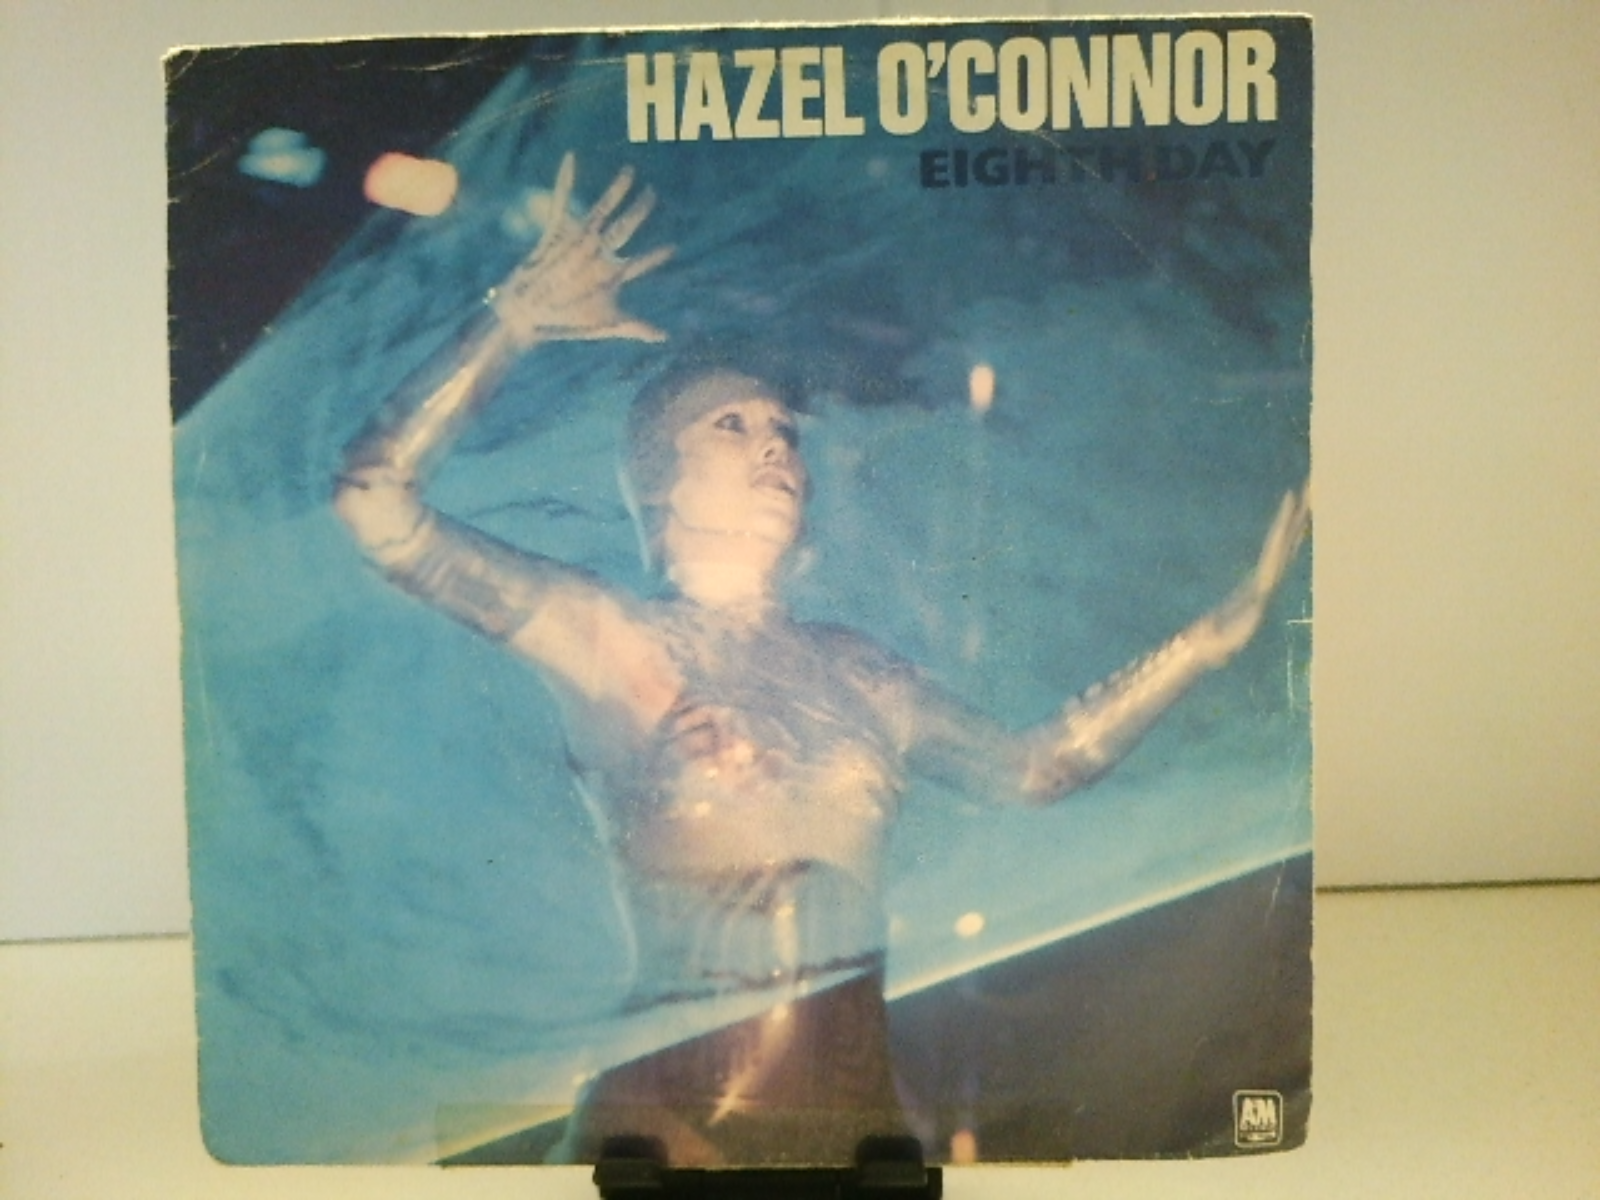 HAZEL O'CONNOR
EIGHTH DAY
A&M